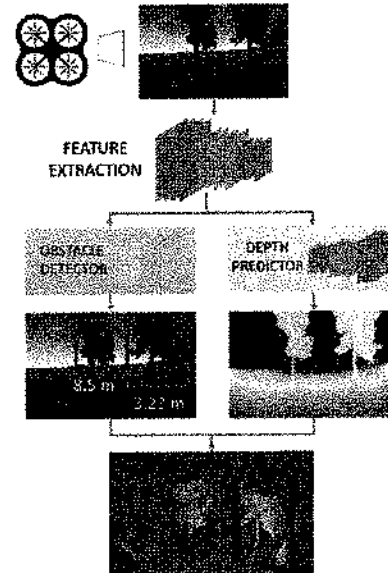 FEATURE
EXTRACTION
OBSTACLE
DETECTOR
DEPTH
PREDICTOR
8.5 m
3.22 m